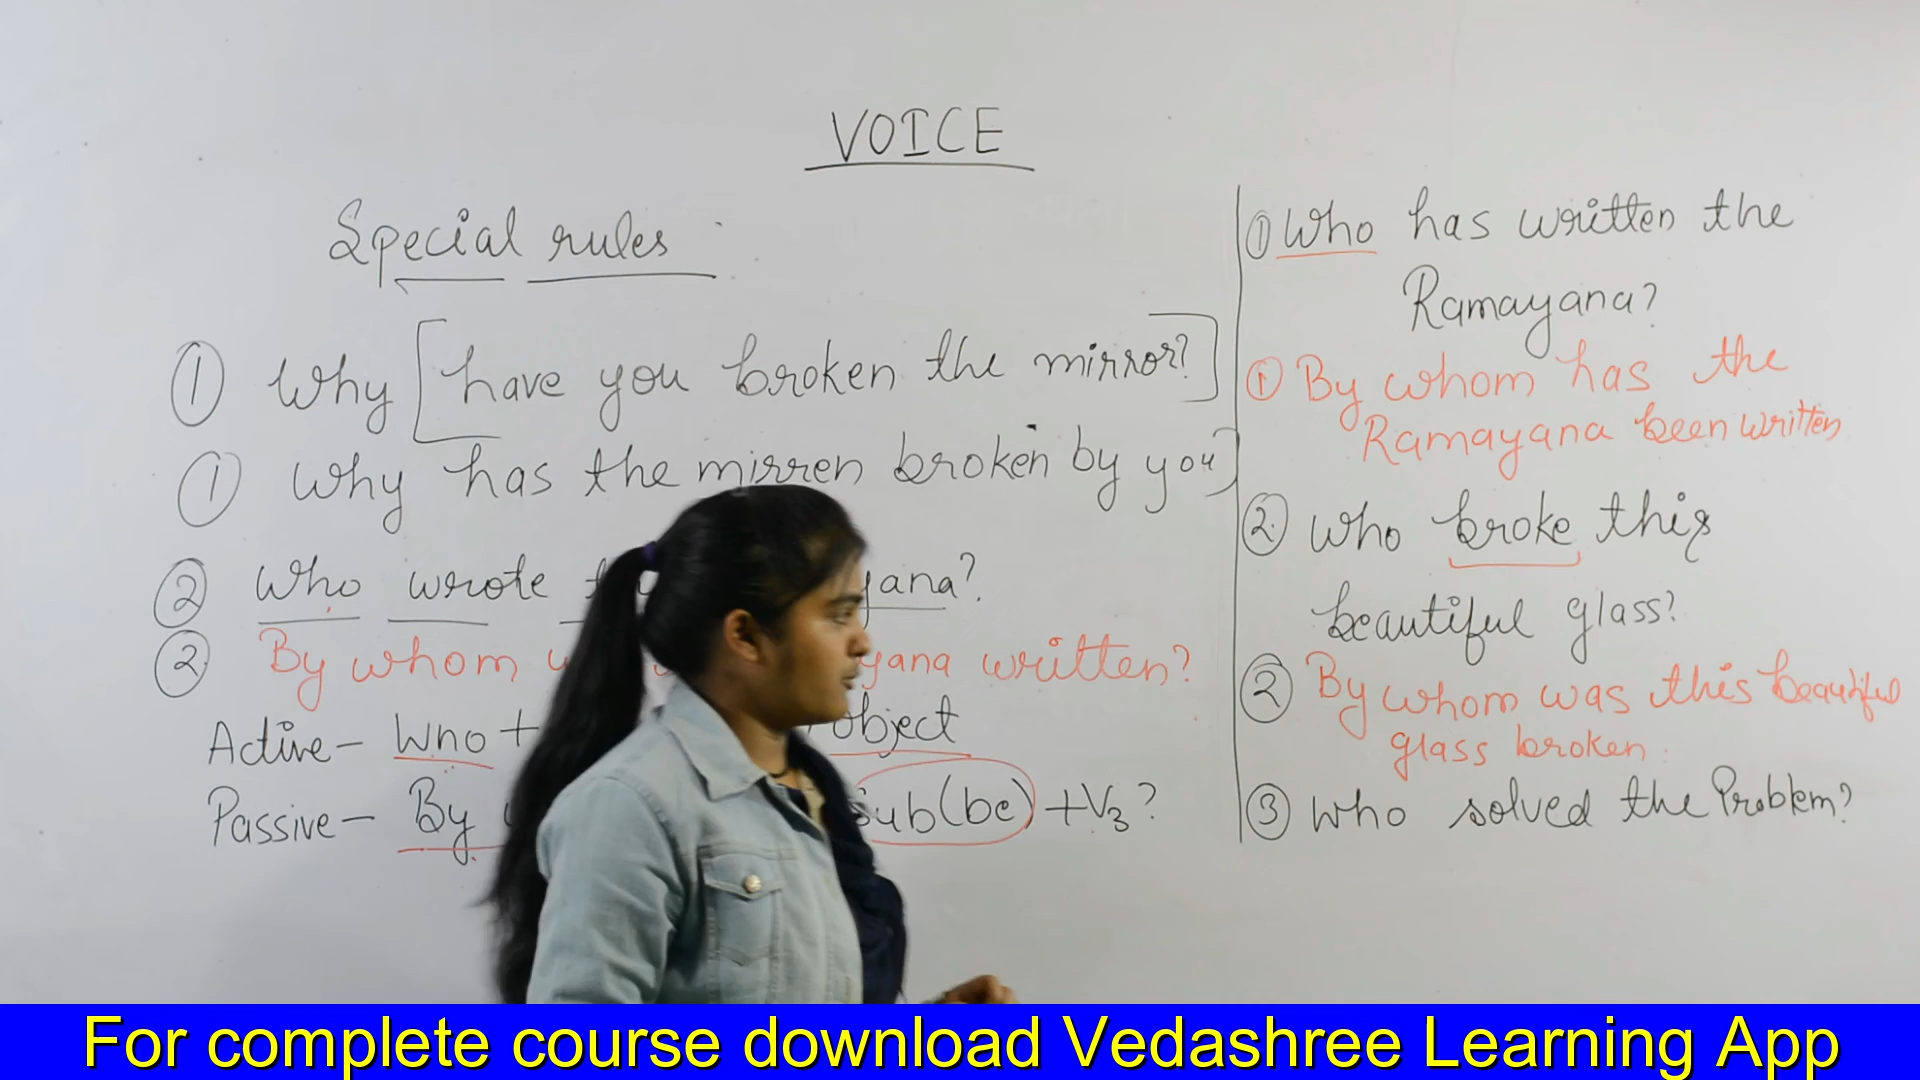 VOICE
Special rules
① Why [have you broken the mirror?]
① Why has the mirren broken by you
② Who wrote yana?
② By whom yana written?
Active – Who + object
Passive – By Sub(be) + V3?
① Who has written the
Ramayana?
① By whom has the
Ramayana been written
② Who broke this
beautiful glass?
② By whom was this beautiful
glass broken.
③ Who solved the Problem?
For complete course download Vedashree Learning App